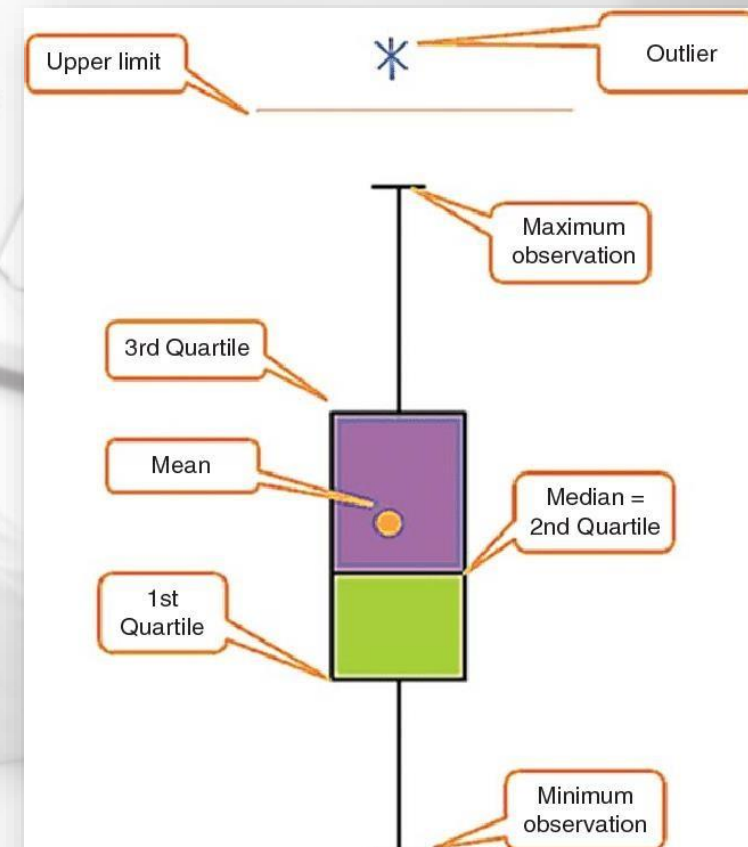 Upper limit
Outlier
Maximum
observation
3rd Quartile
Mean
Median =
2nd Quartile
1st
Quartile
Minimum
observation